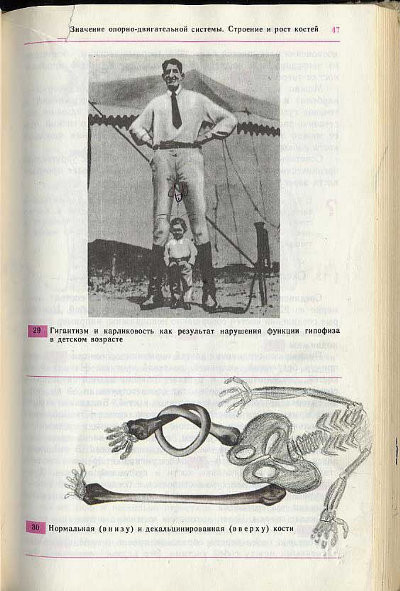 Значение опорно-двигательной системы. Строение и рост костей 47
29 Гигантизм и карликовость как результат нарушения функции гипофиза
в детском возрасте
30 Нормальная (внизу) и декальцинированная (вверху) кости